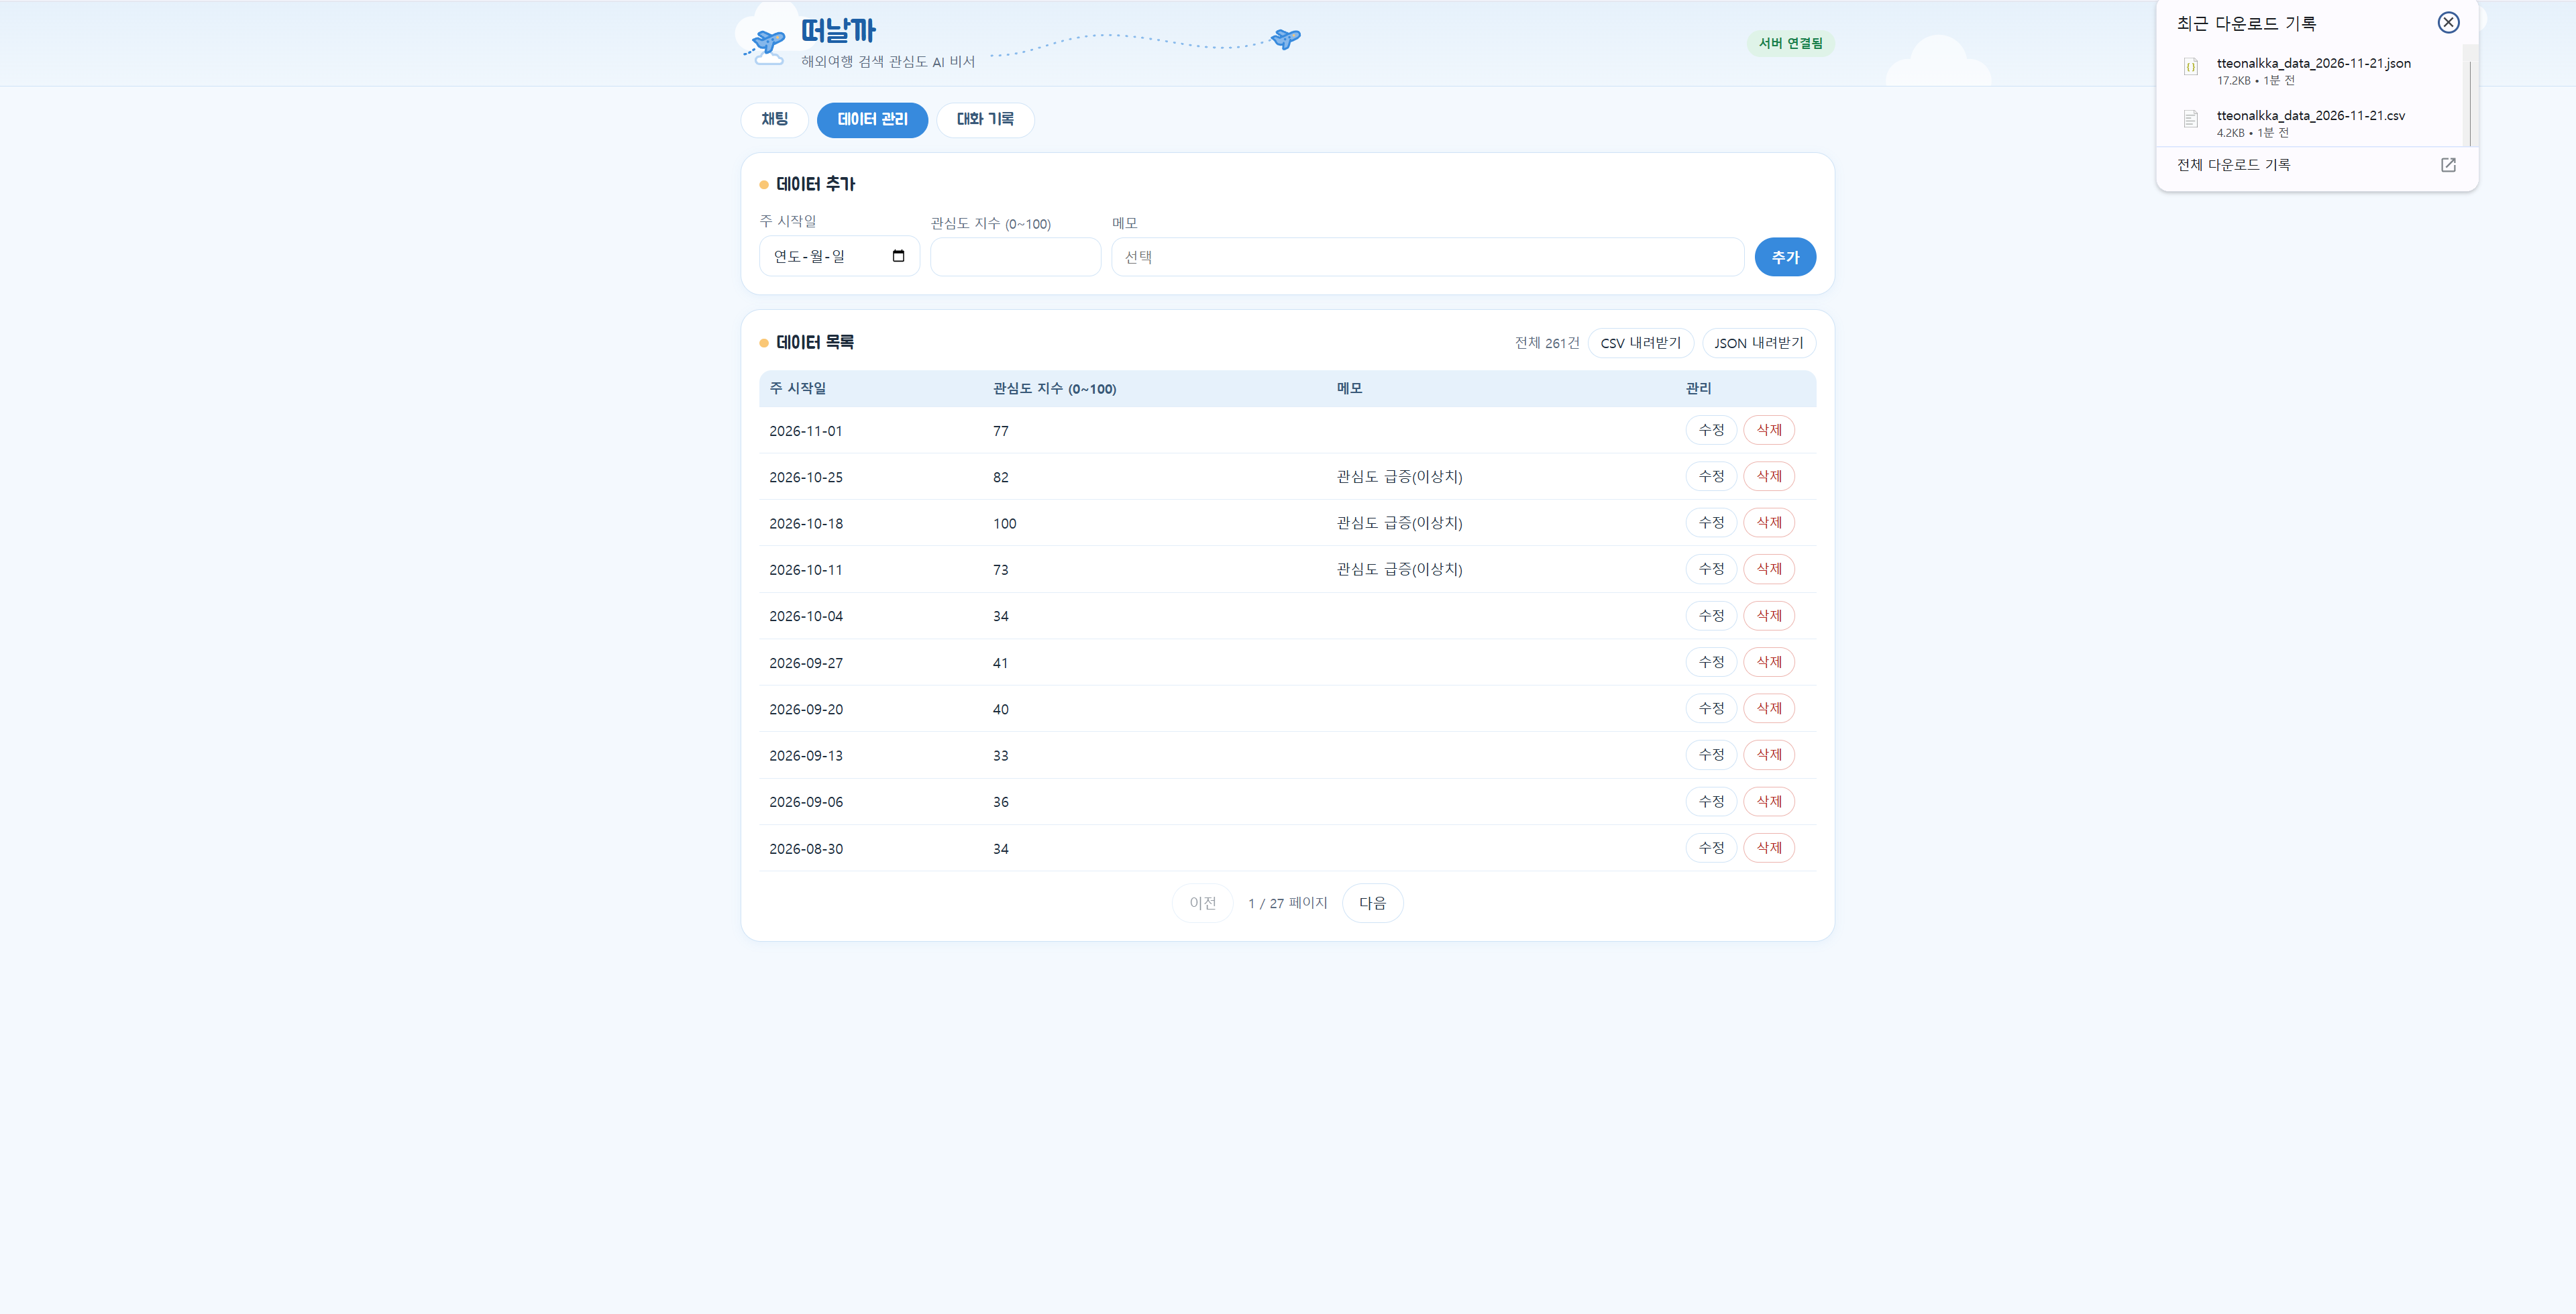 떠날까
해외여행 검색 관심도 AI 비서
서버 연결됨
최근 다운로드 기록
tteonalkka_data_2026-11-21.json
17.2KB • 1분 전
tteonalkka_data_2026-11-21.csv
4.2KB • 1분 전
전체 다운로드 기록
채팅 데이터 관리 대화 기록
데이터 추가
주 시작일 관심도 지수 (0~100) 메모
연도-월-일 선택 추가
데이터 목록 전체 261건 CSV 내려받기 JSON 내려받기
주 시작일 관심도 지수 (0~100) 메모 관리
2026-11-01 77 수정 삭제
2026-10-25 82 관심도 급증(이상치) 수정 삭제
2026-10-18 100 관심도 급증(이상치) 수정 삭제
2026-10-11 73 관심도 급증(이상치) 수정 삭제
2026-10-04 34 수정 삭제
2026-09-27 41 수정 삭제
2026-09-20 40 수정 삭제
2026-09-13 33 수정 삭제
2026-09-06 36 수정 삭제
2026-08-30 34 수정 삭제
이전 1 / 27 페이지 다음